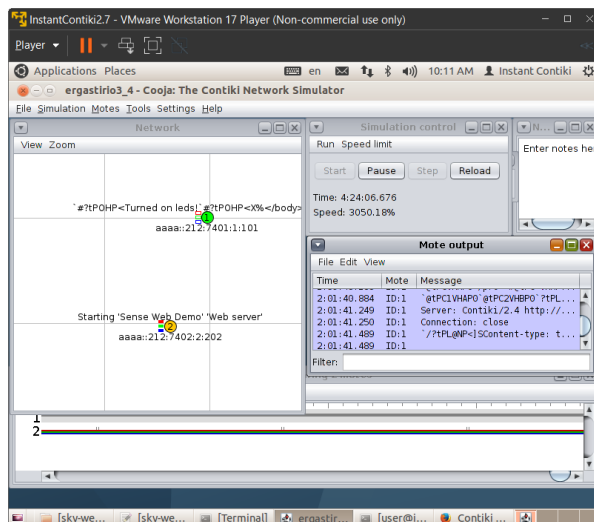 InstantContiki2.7 - VMware Workstation 17 Player (Non-commercial use only)
Player
Applications Places en 10:11 AM Instant Contiki
ergastirio3_4 - Cooja: The Contiki Network Simulator
File Simulation Motes Tools Settings Help
Network
View Zoom
`#?tPOHP<Turned on leds!`#?tPOHP<X%</body>
1
aaaa::212:7401:1:101
Starting 'Sense Web Demo' 'Web server'
2
aaaa::212:7402:2:202
Simulation control
Run Speed limit
Start Pause Step Reload
Time: 4:24:06.676
Speed: 3050.18%
N...
Enter notes he
Mote output
File Edit View
Time Mote Message
2:01:40.884 ID:1 `@tPC1VHAPO`@tPC2VHBPO`?tPL...
2:01:41.249 ID:1 Server: Contiki/2.4 http://...
2:01:41.250 ID:1 Connection: close
2:01:41.489 ID:1 `/?tPL@NP<]SContent-type: t...
2:01:41.489 ID:1
Filter:
1
2
[sky-we... [sky-we... [Terminal] ergastir... [user@i... Contiki ...